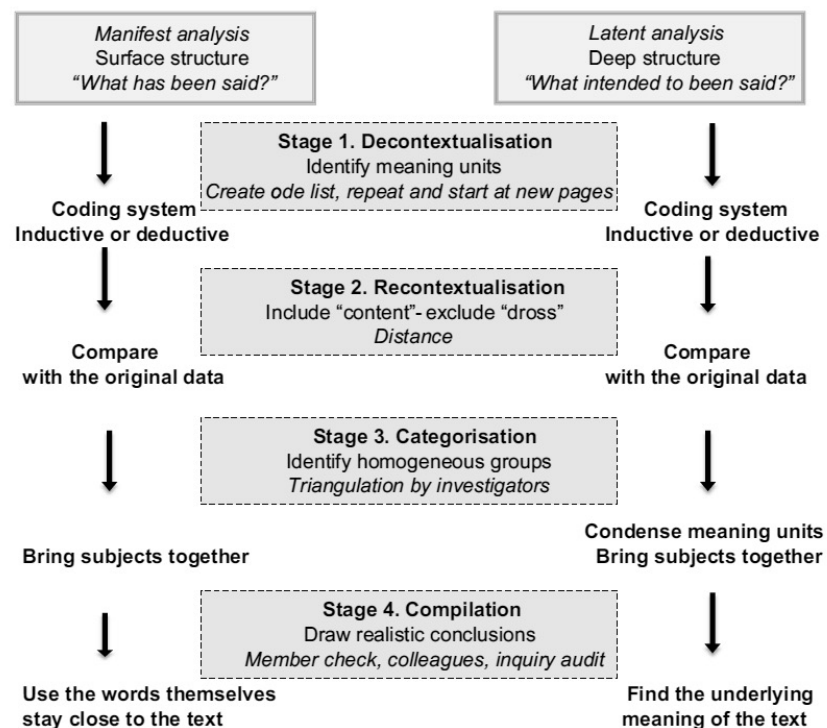 Manifest analysis
Surface structure
“What has been said?”
Latent analysis
Deep structure
“What intended to been said?”
Stage 1. Decontextualisation
Identify meaning units
Create ode list, repeat and start at new pages
Coding system
Inductive or deductive
Coding system
Inductive or deductive
Stage 2. Recontextualisation
Include “content”- exclude “dross”
Distance
Compare
with the original data
Compare
with the original data
Stage 3. Categorisation
Identify homogeneous groups
Triangulation by investigators
Bring subjects together
Condense meaning units
Bring subjects together
Stage 4. Compilation
Draw realistic conclusions
Member check, colleagues, inquiry audit
Use the words themselves
stay close to the text
Find the underlying
meaning of the text